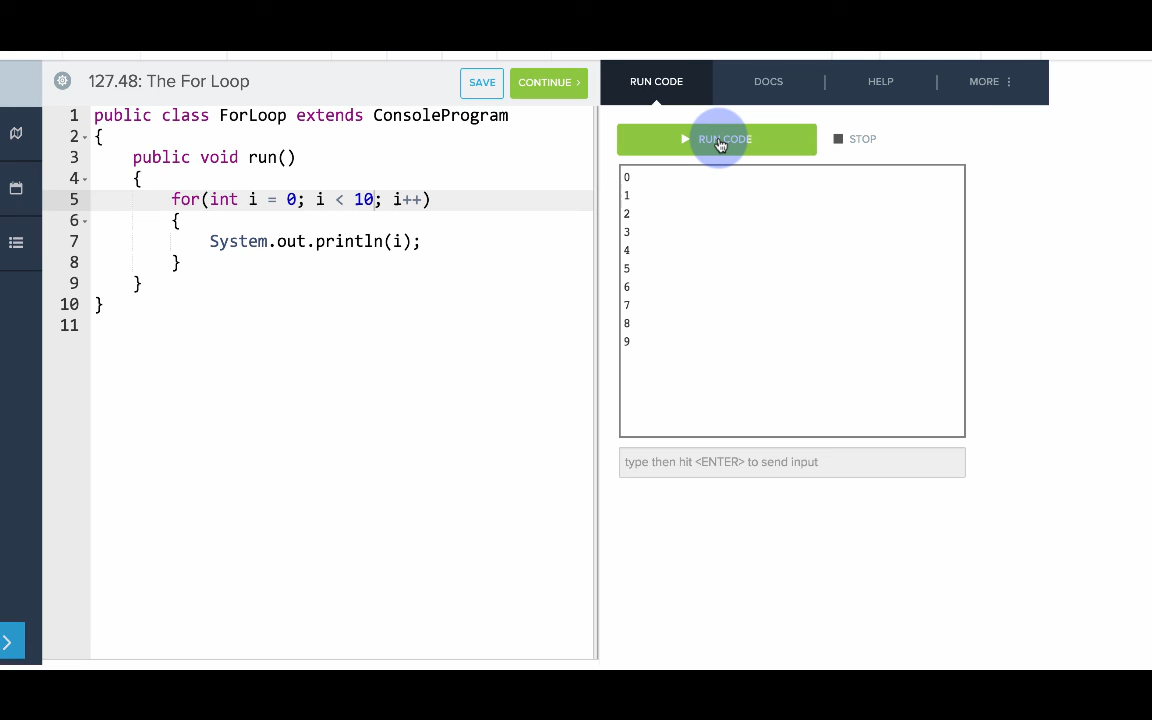 127.48: The For Loop
SAVE
CONTINUE >
RUN CODE
DOCS
HELP
MORE
1 public class ForLoop extends ConsoleProgram
2 {
3 public void run()
4 {
5 for(int i = 0; i < 10; i++)
6 {
7 System.out.println(i);
8 }
9 }
10 }
11
RUN CODE
STOP
0
1
2
3
4
5
6
7
8
9
type then hit <ENTER> to send input